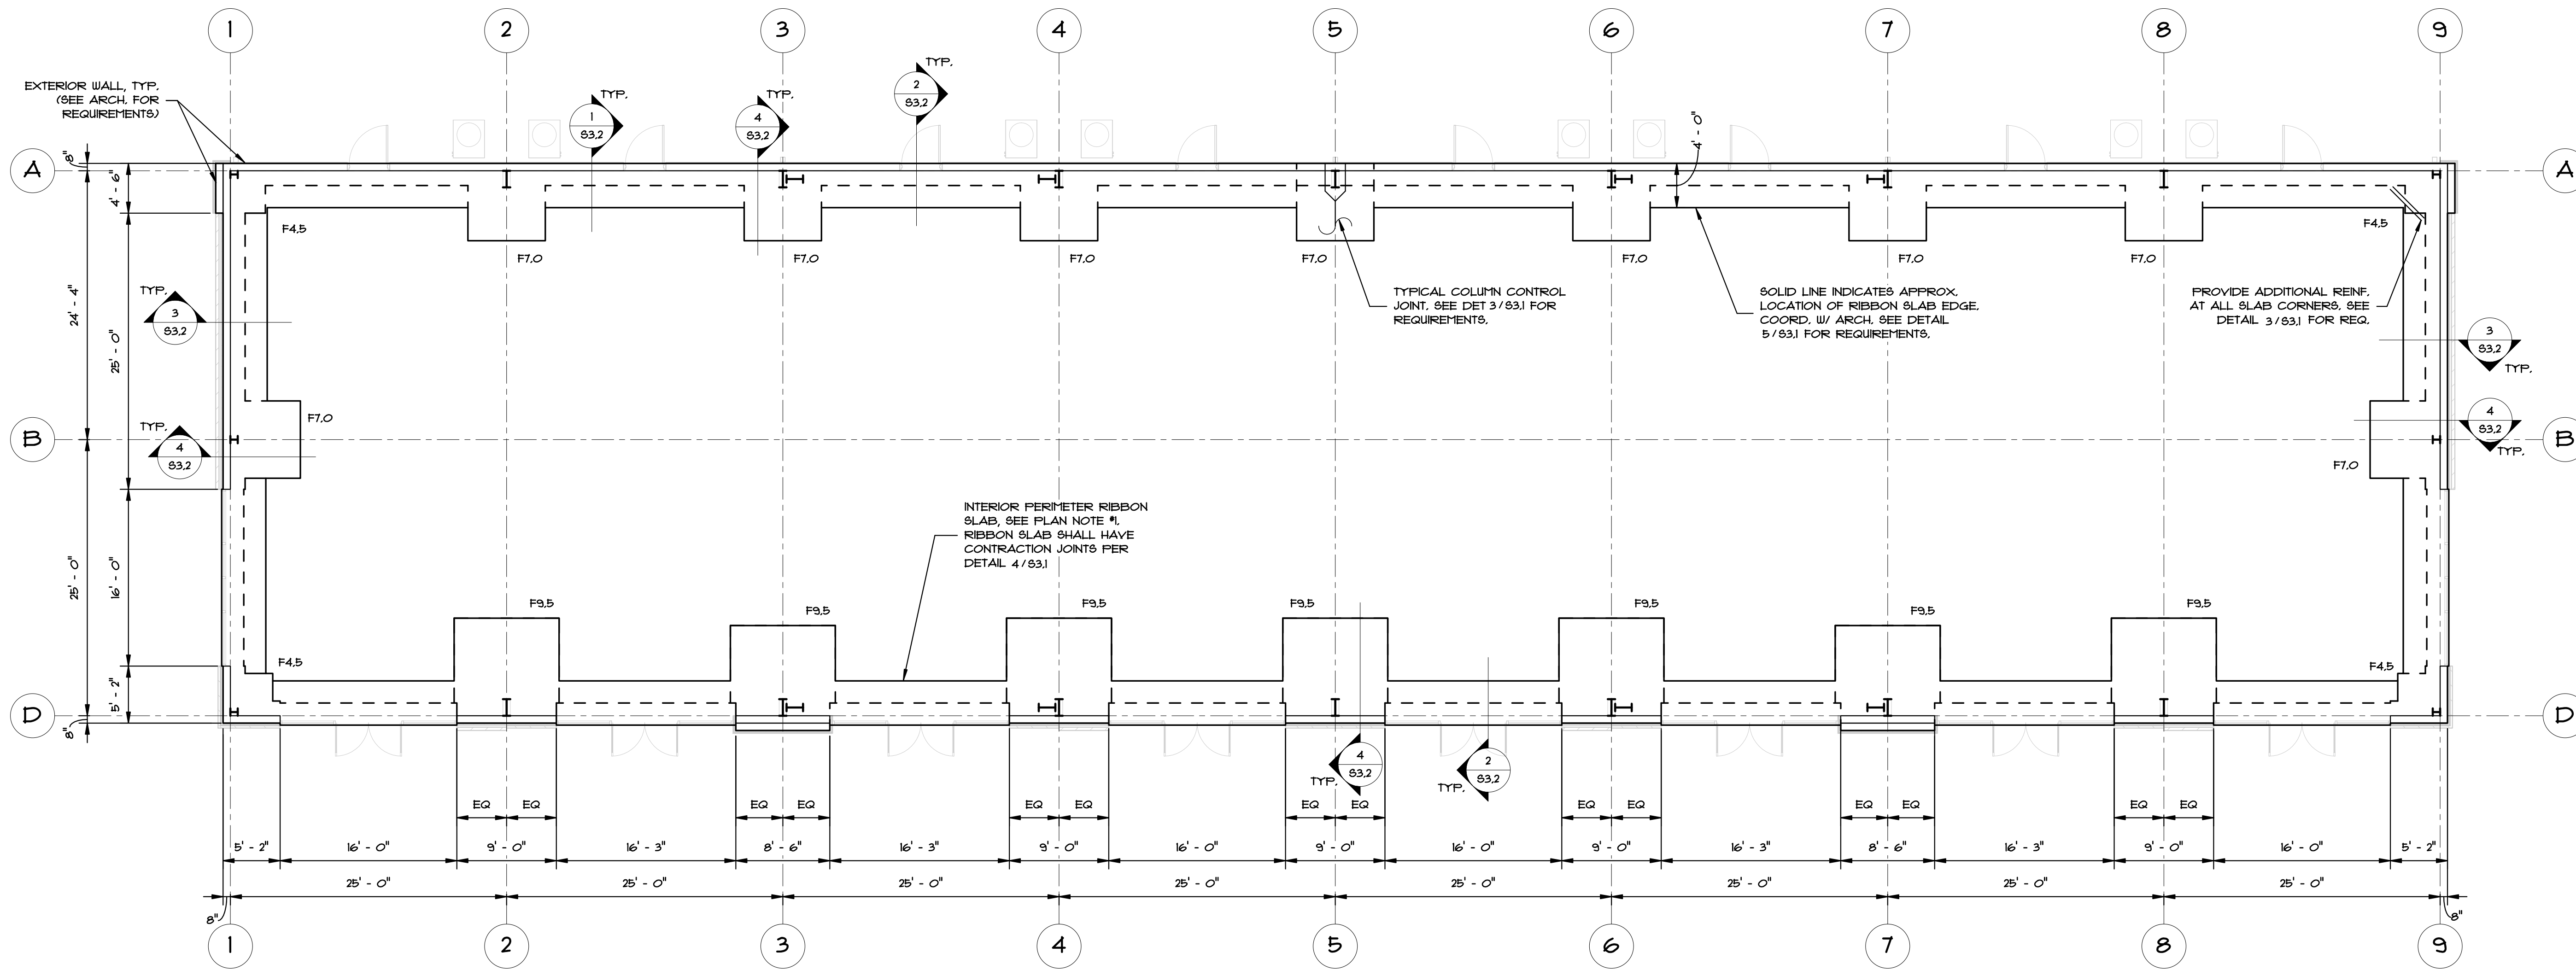 1 2 3 4 5 6 7 8 9
EXTERIOR WALL, TYP.
(SEE ARCH. FOR
REQUIREMENTS)
TYP.
1
S3.2
TYP.
4
S3.2
TYP.
2
S3.2
4' - 0"
A
A
8"
4' - 6"
F4.5
F7.0
F7.0
F7.0
F7.0
F7.0
F7.0
F7.0
F4.5
24' - 4"
25' - 0"
TYP.
3
S3.2
TYPICAL COLUMN CONTROL
JOINT. SEE DET 3/S3.1 FOR
REQUIREMENTS.
SOLID LINE INDICATES APPROX.
LOCATION OF RIBBON SLAB EDGE,
COORD. W/ ARCH. SEE DETAIL
5/S3.1 FOR REQUIREMENTS.
PROVIDE ADDITIONAL REINF.
AT ALL SLAB CORNERS. SEE
DETAIL 3/S3.1 FOR REQ.
3
S3.2
TYP.
F7.0
TYP.
4
S3.2
B
B
F7.0
4
S3.2
TYP.
INTERIOR PERIMETER RIBBON
SLAB, SEE PLAN NOTE #1.
RIBBON SLAB SHALL HAVE
CONTRACTION JOINTS PER
DETAIL 4/S3.1
25' - 0"
16' - 0"
5' - 2"
8"
F9.5
F9.5
F9.5
F9.5
F9.5
F9.5
F9.5
F4.5
F4.5
D
D
4
S3.2
TYP.
2
S3.2
TYP.
EQ EQ EQ EQ EQ EQ EQ EQ EQ EQ EQ EQ EQ EQ
5' - 2" 16' - 0" 9' - 0" 16' - 3" 8' - 6" 16' - 3" 9' - 0" 16' - 0" 9' - 0" 16' - 0" 9' - 0" 16' - 3" 8' - 6" 16' - 3" 9' - 0" 16' - 0" 5' - 2"
25' - 0" 25' - 0" 25' - 0" 25' - 0" 25' - 0" 25' - 0" 25' - 0" 25' - 0"
8"
8"
1 2 3 4 5 6 7 8 9